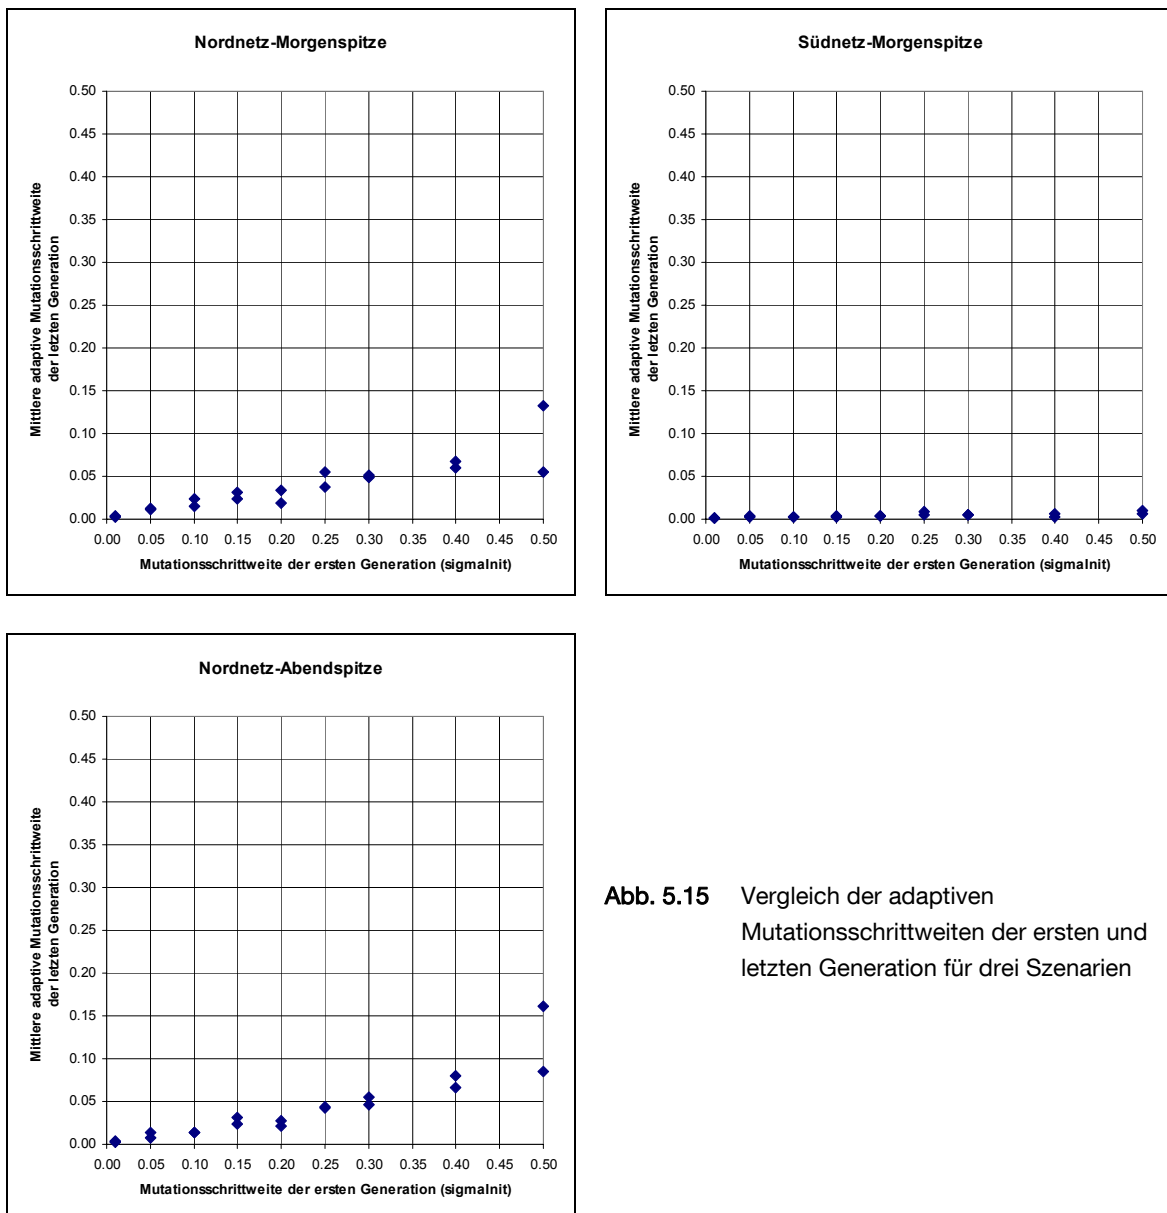 Nordnetz-Morgenspitze
0.50
0.45
0.40
0.35
0.30
0.25
0.20
0.15
0.10
0.05
0.00
0.00 0.05 0.10 0.15 0.20 0.25 0.30 0.35 0.40 0.45 0.50
Mittlere adaptive Mutationsschrittweite
der letzten Generation
Mutationsschrittweite der ersten Generation (sigmaInit)
Südnetz-Morgenspitze
0.50
0.45
0.40
0.35
0.30
0.25
0.20
0.15
0.10
0.05
0.00
0.00 0.05 0.10 0.15 0.20 0.25 0.30 0.35 0.40 0.45 0.50
Mittlere adaptive Mutationsschrittweite
der letzten Generation
Mutationsschrittweite der ersten Generation (sigmaInit)
Nordnetz-Abendspitze
0.50
0.45
0.40
0.35
0.30
0.25
0.20
0.15
0.10
0.05
0.00
0.00 0.05 0.10 0.15 0.20 0.25 0.30 0.35 0.40 0.45 0.50
Mittlere adaptive Mutationsschrittweite
der letzten Generation
Mutationsschrittweite der ersten Generation (sigmaInit)
Abb. 5.15 Vergleich der adaptiven
Mutationsschrittweiten der ersten und
letzten Generation für drei Szenarien